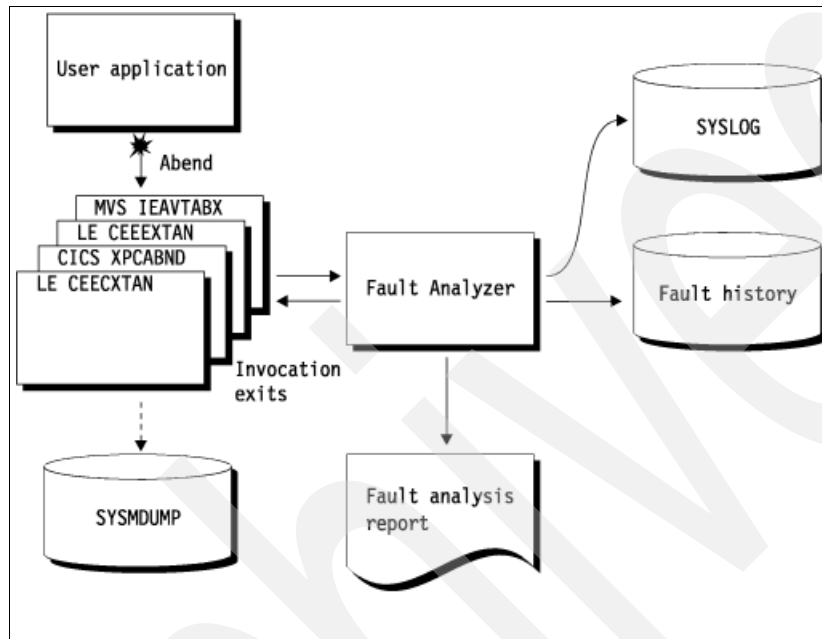 User application
Abend
MVS IEAVTABX
LE CEEEXTAN
CICS XPCABND
LE CEECXTAN
Invocation
exits
SYSMDUMP
Fault Analyzer
Fault analysis
report
SYSLOG
Fault history